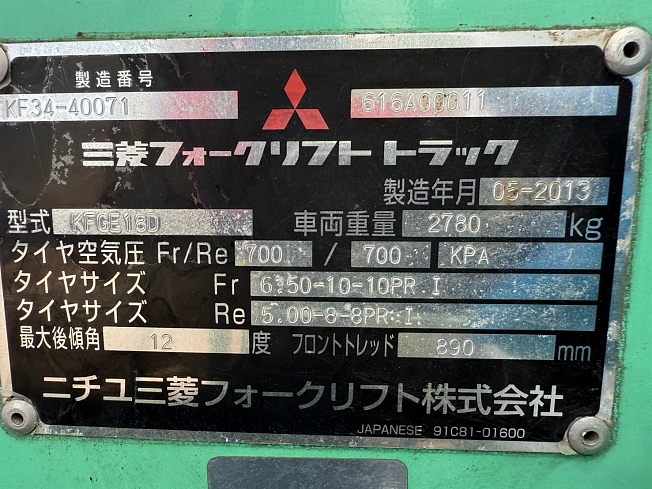 製造番号
KF34-40071 616A00011
三菱フォークリフト トラック
製造年月 05-2013
型式 KFGE18D 車両重量 2780 kg
タイヤ空気圧 Fr/Re 700 / 700 KPA
タイヤサイズ Fr 6.50-10-10PR I
タイヤサイズ Re 5.00-8-8PR I
最大後傾角 12 度 フロントトレッド 890 mm
ニチユ三菱フォークリフト株式会社
JAPANESE 91C81-01600